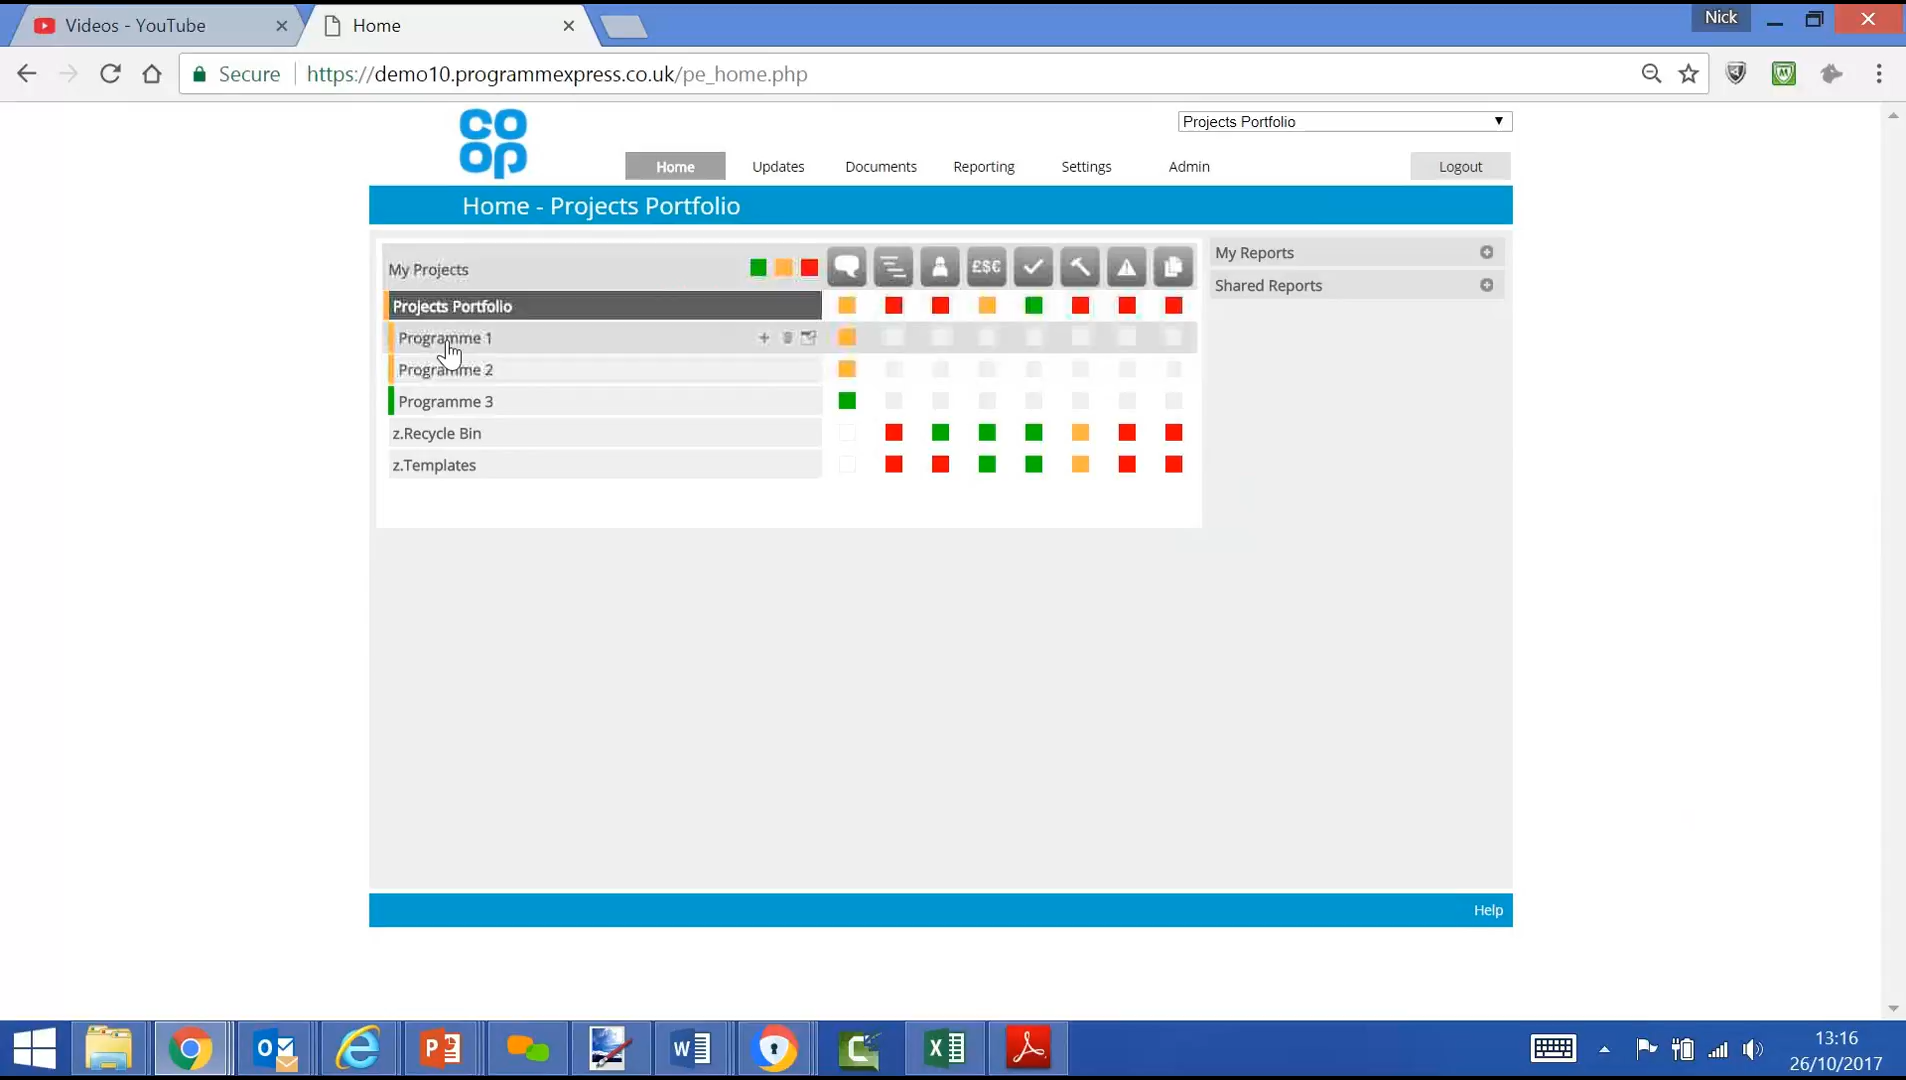 Videos - YouTube
Home
Nick
Secure
https://demo10.programmexpress.co.uk/pe_home.php
co
op
Projects Portfolio
Home
Updates
Documents
Reporting
Settings
Admin
Logout
Home - Projects Portfolio
My Projects
£$€
My Reports
Shared Reports
Projects Portfolio
Programme 1
Programme 2
Programme 3
z.Recycle Bin
z.Templates
Help
13:16
26/10/2017